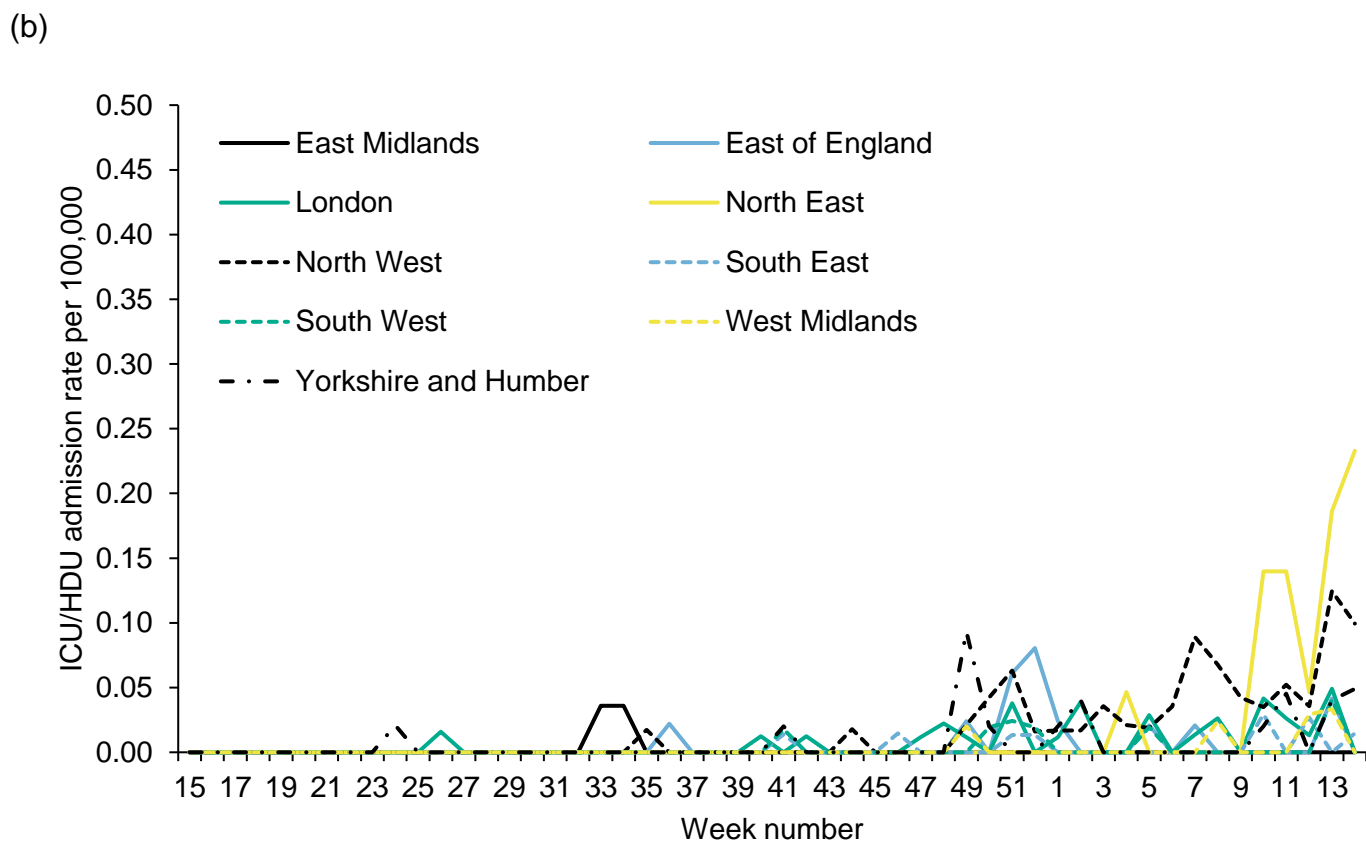 (b)
0.50
0.45
0.40
0.35
0.30
0.25
0.20
0.15
0.10
0.05
0.00
ICU/HDU admission rate per 100,000
East Midlands East of England
London North East
North West South East
South West West Midlands
Yorkshire and Humber
15 17 19 21 23 25 27 29 31 33 35 37 39 41 43 45 47 49 51 1 3 5 7 9 11 13
Week number